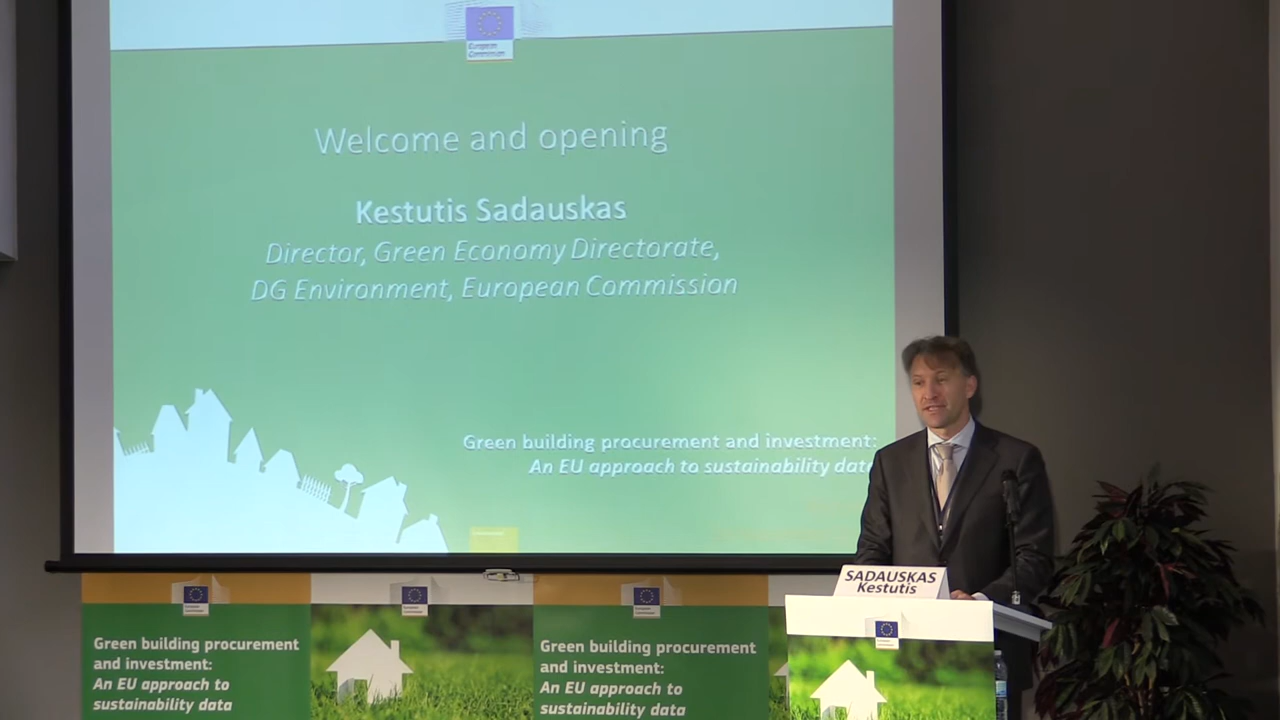 European
Commission
Welcome and opening
Kestutis Sadauskas
Director, Green Economy Directorate,
DG Environment, European Commission
Green building procurement and investment:
An EU approach to sustainability data
SADAUSKAS
Kestutis
Green building procurement
and investment:
An EU approach to
sustainability data
Green building procurement
and investment:
An EU approach to
sustainability data